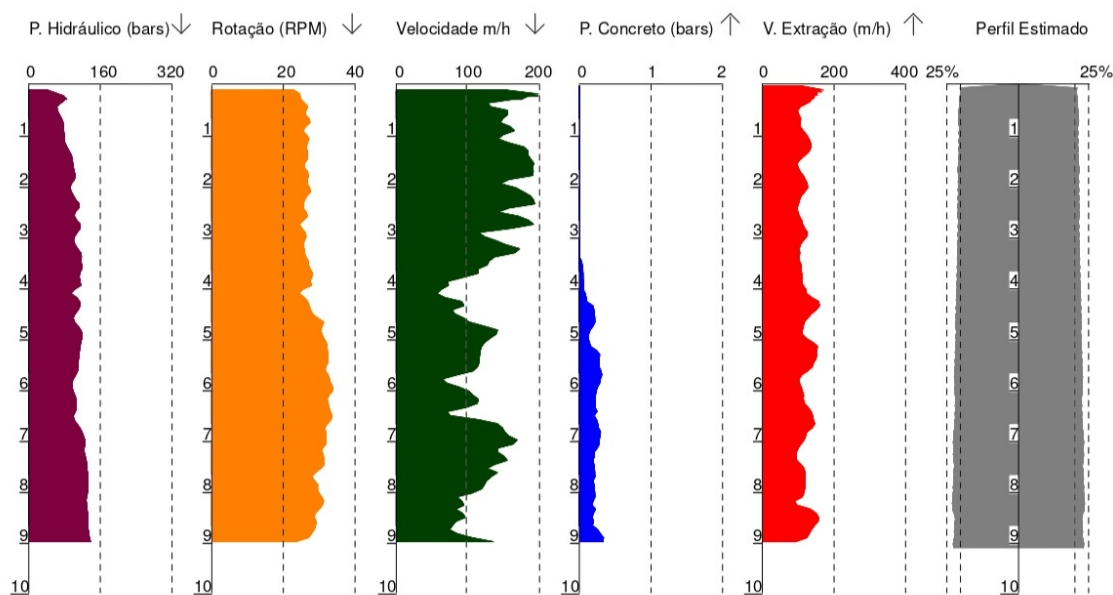 P. Hidráulico (bars) Rotação (RPM) Velocidade m/h P. Concreto (bars) V. Extração (m/h) Perfil Estimado
0 160 320 0 20 40 0 100 200 0 1 2 0 200 400 25% 25%
1 1 1 1 1 1
2 2 2 2 2 2
3 3 3 3 3 3
4 4 4 4 4 4
5 5 5 5 5 5
6 6 6 6 6 6
7 7 7 7 7 7
8 8 8 8 8 8
9 9 9 9 9 9
10 10 10 10 10 10